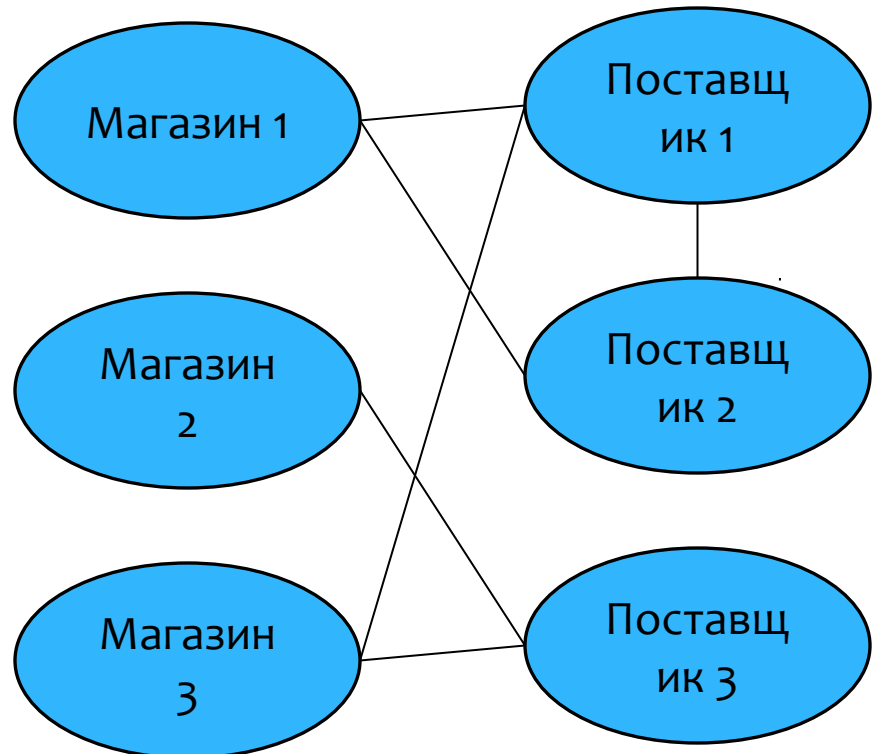 Магазин 1
Поставщ
ик 1
Магазин
2
Поставщ
ик 2
Магазин
3
Поставщ
ик 3